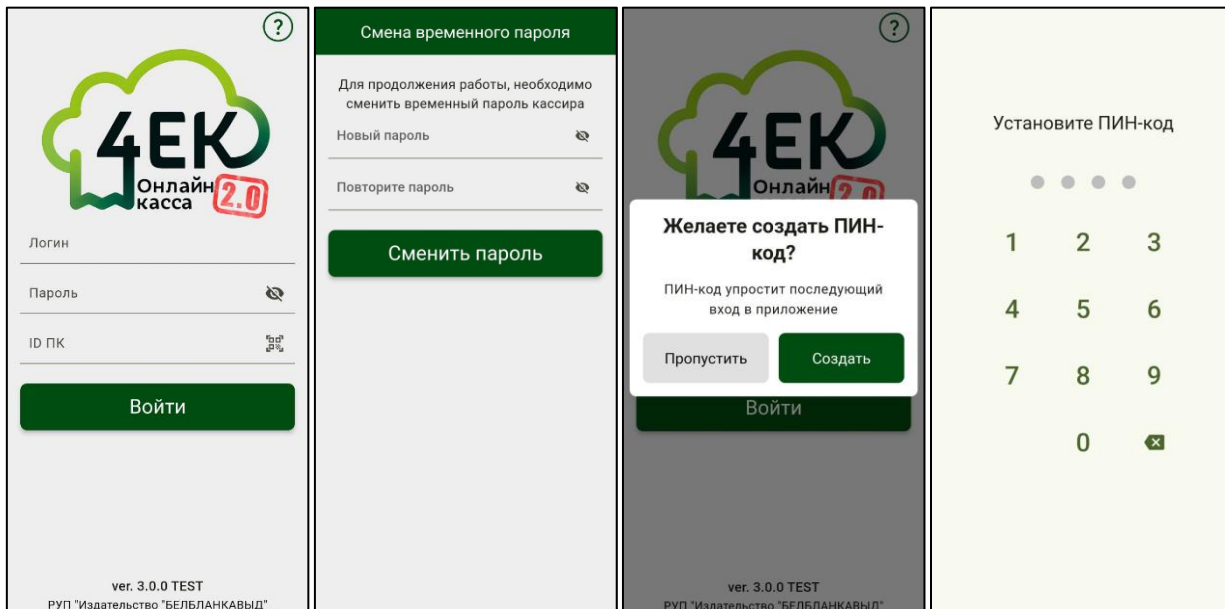 ?
4ЕК
Онлайн
касса 2.0
Логин
Пароль
ID ПК
Войти
ver. 3.0.0 TEST
РУП "Издательство "БЕЛБЛАНКАВЫД"
Смена временного пароля
Для продолжения работы, необходимо
сменить временный пароль кассира
Новый пароль
Повторите пароль
Сменить пароль
?
4ЕК
Онлайн 2.0
Желаете создать ПИН-
код?
ПИН-код упростит последующий
вход в приложение
Пропустить Создать
Войти
ver. 3.0.0 TEST
РУП "Издательство "БЕЛБЛАНКАВЫД"
Установите ПИН-код
1 2 3
4 5 6
7 8 9
0